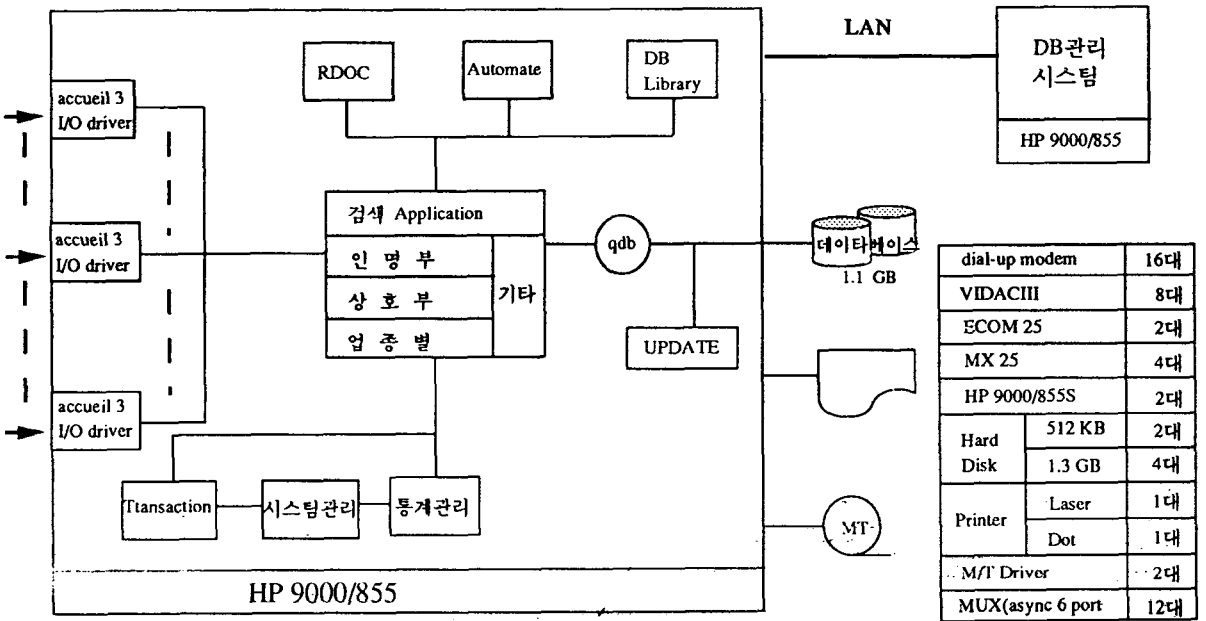 LAN
DB관리
시스팀
HP 9000/855
RDOC
Automate
DB
Library
accueil 3
I/O driver
accueil 3
I/O driver
accueil 3
I/O driver
검색 Application
인 명 부
상 호 부
업 종 별
기타
qdb
UPDATE
데이타베이스
1.1 GB
MT
Ttansaction
시스팀관리
통계관리
HP 9000/855
dial-up modem 16대
VIDACIII 8대
ECOM 25 2대
MX 25 4대
HP 9000/855S 2대
Hard
Disk
512 KB 2대
1.3 GB 4대
Printer
Laser 1대
Dot 1대
M/T Driver 2대
MUX(async 6 port 12대